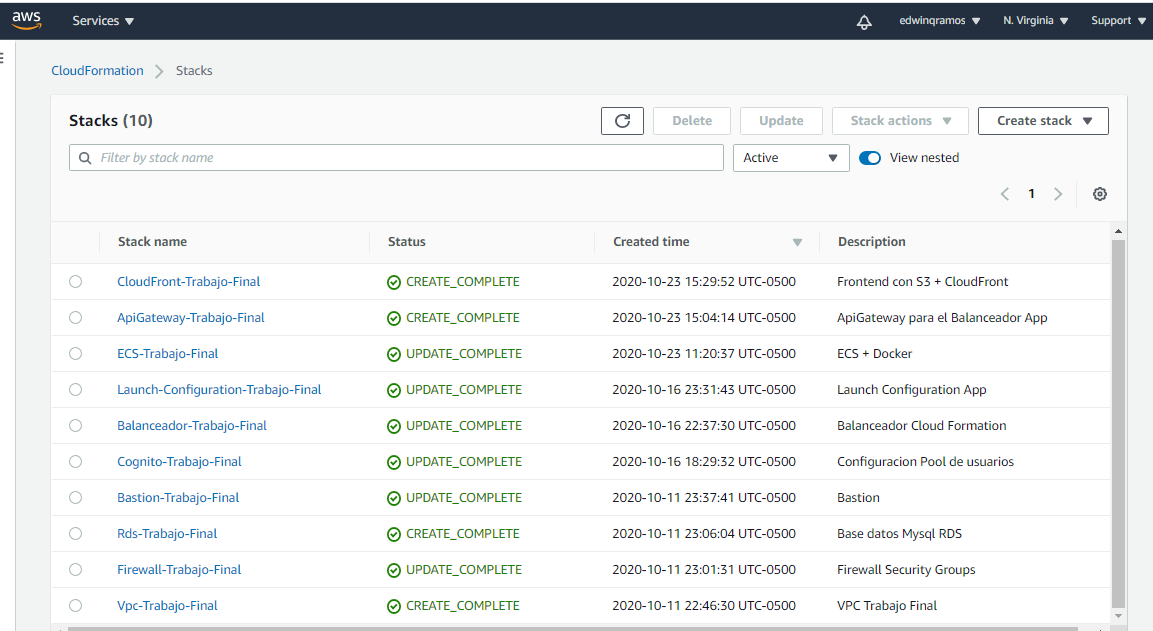 aws Services edwinqramos N. Virginia Support
CloudFormation Stacks
Stacks (10) Delete Update Stack actions Create stack
Filter by stack name Active View nested
1
Stack name Status Created time Description
CloudFront-Trabajo-Final CREATE_COMPLETE 2020-10-23 15:29:52 UTC-0500 Frontend con S3 + CloudFront
ApiGateway-Trabajo-Final CREATE_COMPLETE 2020-10-23 15:04:14 UTC-0500 ApiGateway para el Balanceador App
ECS-Trabajo-Final UPDATE_COMPLETE 2020-10-23 11:20:37 UTC-0500 ECS + Docker
Launch-Configuration-Trabajo-Final UPDATE_COMPLETE 2020-10-16 23:31:43 UTC-0500 Launch Configuration App
Balanceador-Trabajo-Final UPDATE_COMPLETE 2020-10-16 22:37:30 UTC-0500 Balanceador Cloud Formation
Cognito-Trabajo-Final UPDATE_COMPLETE 2020-10-16 18:29:32 UTC-0500 Configuracion Pool de usuarios
Bastion-Trabajo-Final UPDATE_COMPLETE 2020-10-11 23:37:41 UTC-0500 Bastion
Rds-Trabajo-Final CREATE_COMPLETE 2020-10-11 23:06:04 UTC-0500 Base datos Mysql RDS
Firewall-Trabajo-Final UPDATE_COMPLETE 2020-10-11 23:01:31 UTC-0500 Firewall Security Groups
Vpc-Trabajo-Final CREATE_COMPLETE 2020-10-11 22:46:30 UTC-0500 VPC Trabajo Final